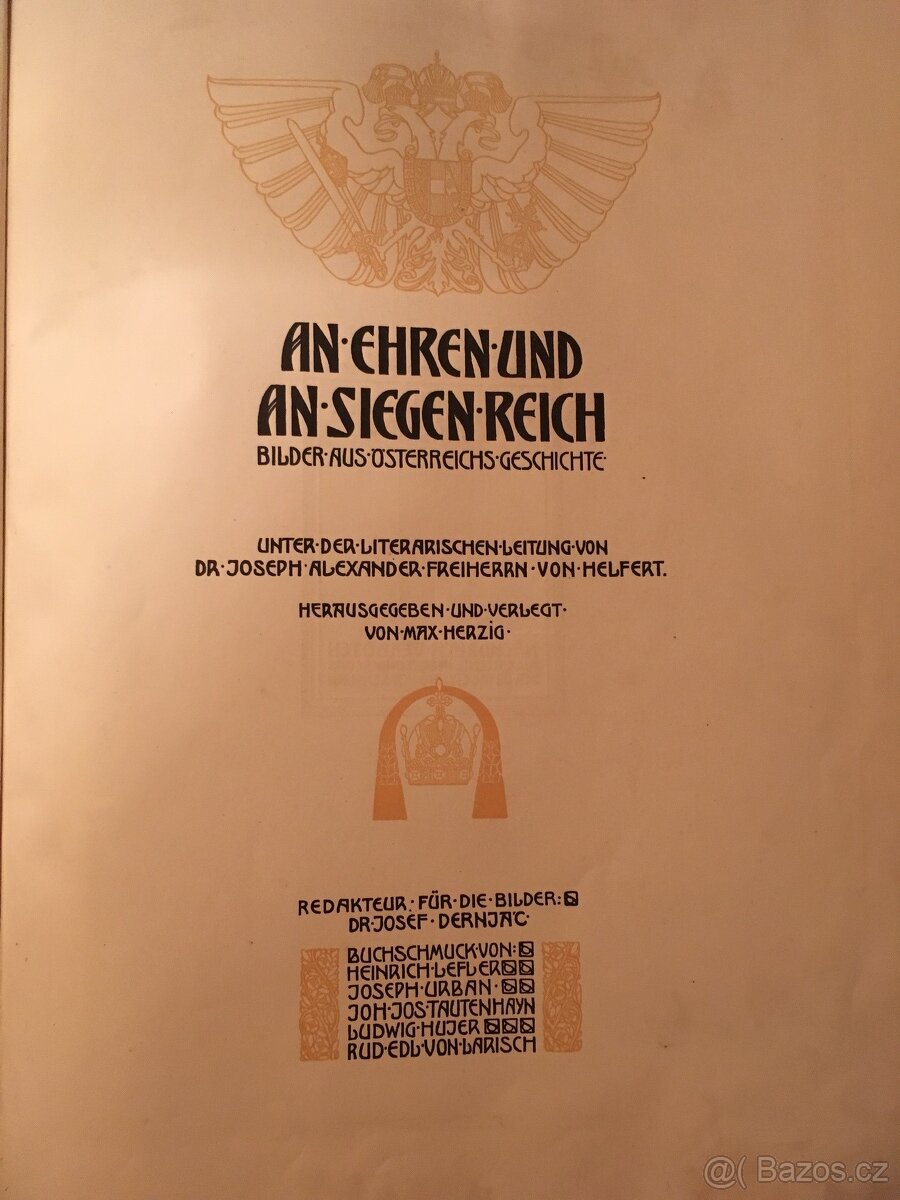 AN·EHREN·UND
AN·SIEGEN·REICH
BILDER·AUS·ÖSTERREICHS·GESCHICHTE·
UNTER·DER·LITERARISCHEN·LEITUNG·VON
DR·JOSEPH·ALEXANDER·FREIHERRN·VON·HELFERT.
HERAUSGEGEBEN·UND·VERLEGT·
VON·MAX·HERZIG·
REDAKTEUR·FÜR·DIE·BILDER:
DR·JOSEF·DERNJAČ·
BUCHSCHMUCK·VON:
HEINRICH·LEFLER
JOSEPH·URBAN·
JOH·JOS·TAUTENHAYN
LUDWIG·HUJER
RUD·EDL·VON·LARISCH
@( Bazos.cz